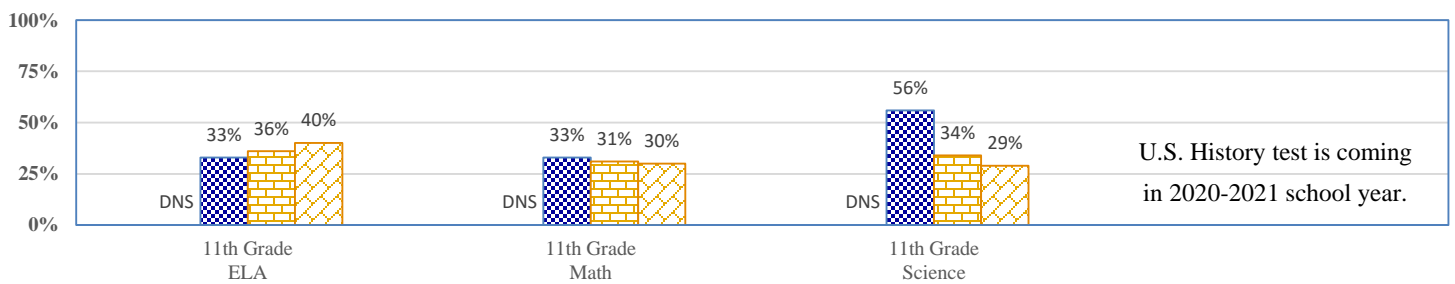 100%
75%
50%
25%
0%
DNS
33%
36%
40%
DNS
33%
31%
30%
DNS
56%
34%
29%
11th Grade
ELA
11th Grade
Math
11th Grade
Science
U.S. History test is coming
in 2020-2021 school year.